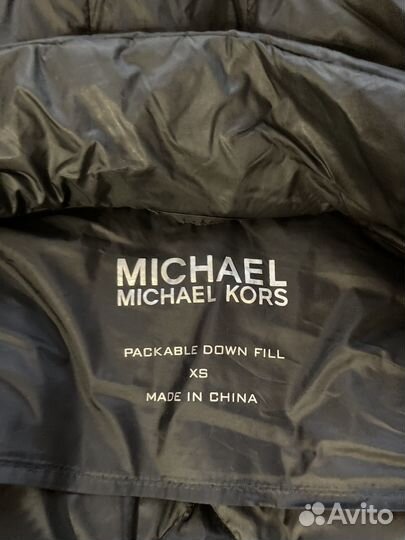 MICHAEL
MICHAEL KORS
PACKABLE DOWN FILL
XS
MADE IN CHINA
Avito